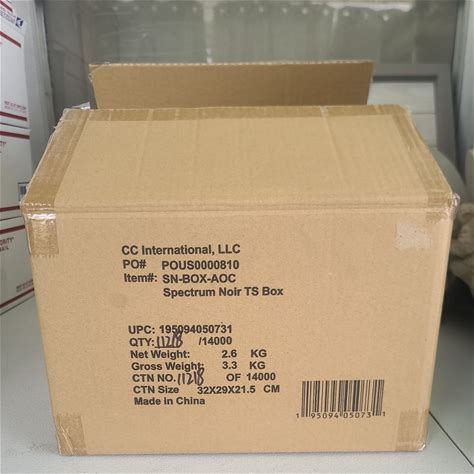 CC International, LLC
PO# POUS0000810
Item#: SN-BOX-AOC
Spectrum Noir TS Box
UPC: 195094050731
QTY: 11218 /14000
Net Weight: 2.6 KG
Gross Weight: 3.3 KG
CTN NO. 11218 OF 14000
CTN Size 32X29X21.5 CM
Made in China
1 95094 05073 1